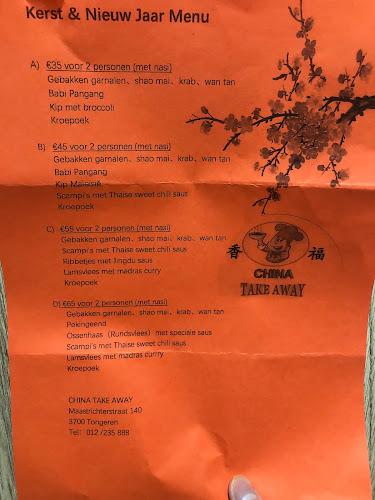 Kerst & Nieuw Jaar Menu
A) €35 voor 2 personen (met nasi)
Gebakken garnalen、shao mai、krab、wan tan
Babi Pangang
Kip met broccoli
Kroepoek
B) €45 voor 2 personen (met nasi)
Gebakken garnalen、shao mai、krab、wan tan
Babi Pangang
Kip Maleisië
Scampi's met Thaise sweet chili saus
Kroepoek
C) €59 voor 2 personen (met nasi)
Gebakken garnalen、shao mai、krab、wan tan
Scampi's met Thaise sweet chili saus
Ribbetjes met Jingdu saus
Lamsvlees met madras curry
Kroepoek
香 福
CHINA
TAKE AWAY
D) €65 voor 2 personen (met nasi)
Gebakken garnalen、shao mai、krab、wan tan
Pekingeend
Ossenhaas（Rundsvlees）met speciale saus
Scampi's met Thaise sweet chili saus
Lamsvlees met madras curry
Kroepoek
CHINA TAKE AWAY
Maastrichterstraat 140
3700 Tongeren
Tel：012 /235 888